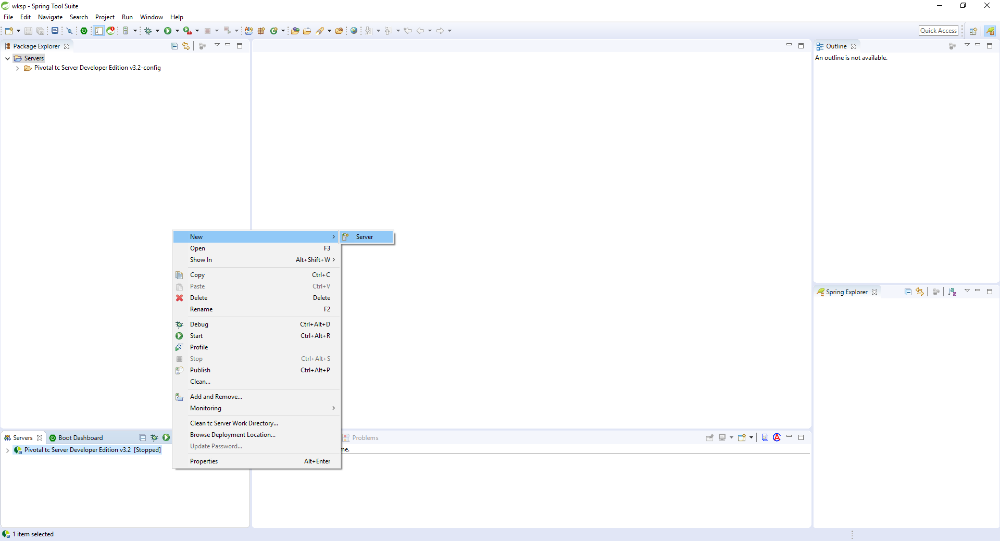 wksp - Spring Tool Suite
File Edit Navigate Search Project Run Window Help
Quick Access
Package Explorer
Servers
Pivotal tc Server Developer Edition v3.2-config
Outline
An outline is not available.
New
Server
Open F3
Show In Alt+Shift+W
Copy Ctrl+C
Paste Ctrl+V
Delete Delete
Rename F2
Debug Ctrl+Alt+D
Start Ctrl+Alt+R
Profile
Stop Ctrl+Alt+S
Publish Ctrl+Alt+P
Clean...
Add and Remove...
Monitoring
Clean tc Server Work Directory...
Browse Deployment Location...
Update Password...
Properties Alt+Enter
Spring Explorer
Servers Boot Dashboard
Pivotal tc Server Developer Edition v3.2 [Stopped]
Problems
me.
1 item selected